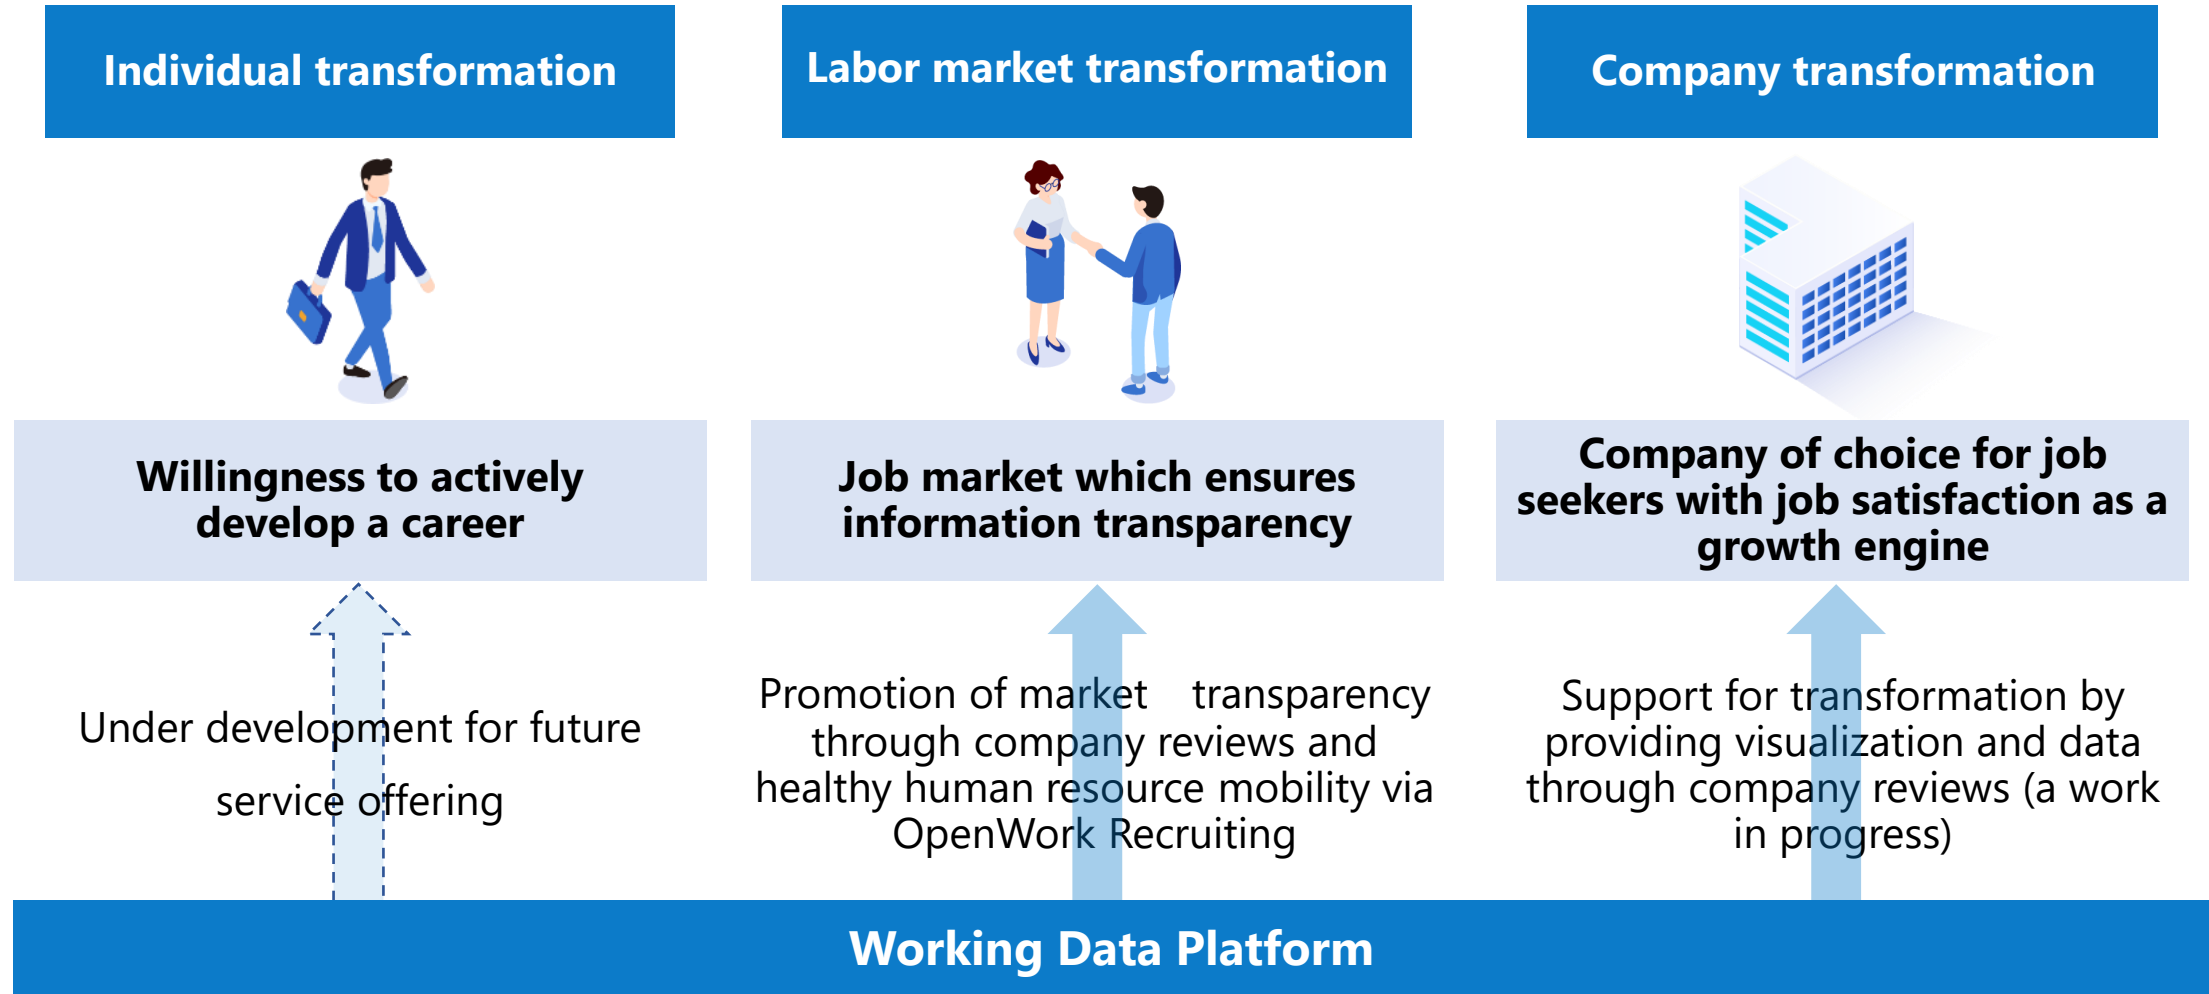 Individual transformation
Labor market transformation
Company transformation
Willingness to actively
develop a career
Job market which ensures
information transparency
Company of choice for job
seekers with job satisfaction as a
growth engine
Under development for future
service offering
Promotion of market transparency
through company reviews and
healthy human resource mobility via
OpenWork Recruiting
Support for transformation by
providing visualization and data
through company reviews (a work
in progress)
Working Data Platform